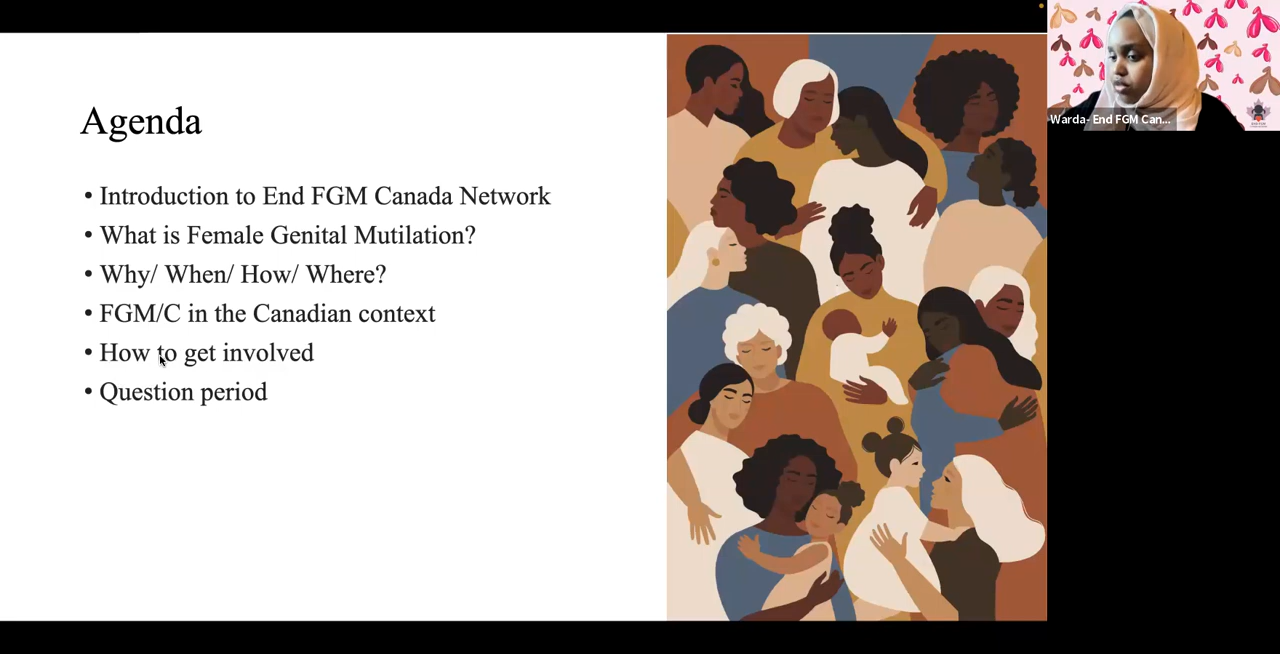 Agenda
• Introduction to End FGM Canada Network
• What is Female Genital Mutilation?
• Why/ When/ How/ Where?
• FGM/C in the Canadian context
• How to get involved
• Question period
Warda- End FGM Can...